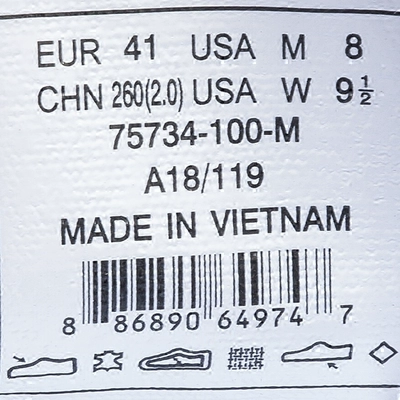 EUR 41 USA M 8
CHN 260(2.0) USA W 9½
75734-100-M
A18/119
MADE IN VIETNAM
8 86890 64974 7